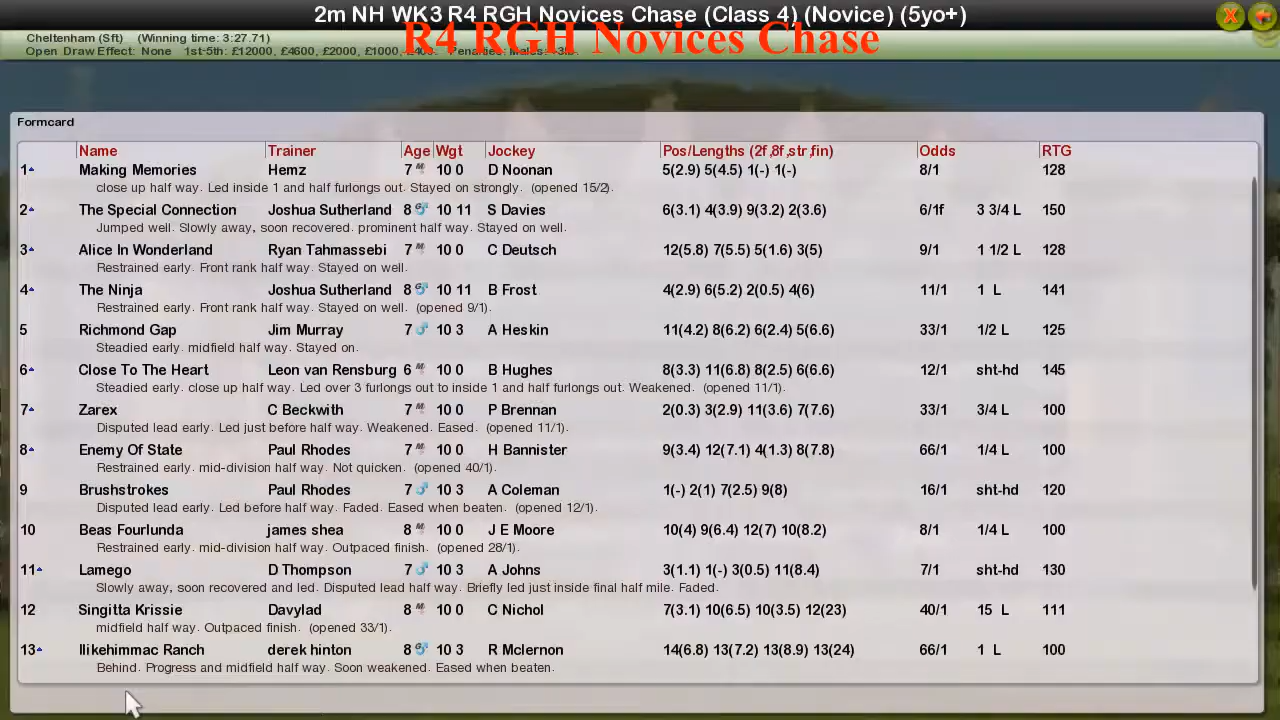 2m NH WK3 R4 RGH Novices Chase (Class 4) (Novice) (5yo+)
R4 RGH Novices Chase
Cheltenham (Sft) (Winning time: 3:27.71)
Open Draw Effect: None 1st-5th: £12000, £4600, £2000, £1000, Penalties: Males:
Formcard
Name Trainer Age Wgt Jockey Pos/Lengths (2f,8f,str,fin) Odds RTG
1 Making Memories Hemz 7 10 0 D Noonan 5(2.9) 5(4.5) 1(-) 1(-) 8/1 128
close up half way. Led inside 1 and half furlongs out. Stayed on strongly. (opened 15/2).
2 The Special Connection Joshua Sutherland 8 10 11 S Davies 6(3.1) 4(3.9) 9(3.2) 2(3.6) 6/1f 3 3/4 L 150
Jumped well. Slowly away, soon recovered. prominent half way. Stayed on well.
3 Alice In Wonderland Ryan Tahmassebi 7 10 0 C Deutsch 12(5.8) 7(5.5) 5(1.6) 3(5) 9/1 1 1/2 L 128
Restrained early. Front rank half way. Stayed on well.
4 The Ninja Joshua Sutherland 8 10 11 B Frost 4(2.9) 6(5.2) 2(0.5) 4(6) 11/1 1 L 141
Restrained early. Front rank half way. Stayed on well. (opened 9/1).
5 Richmond Gap Jim Murray 7 10 3 A Heskin 11(4.2) 8(6.2) 6(2.4) 5(6.6) 33/1 1/2 L 125
Steadied early. midfield half way. Stayed on.
6 Close To The Heart Leon van Rensburg 6 10 0 B Hughes 8(3.3) 11(6.8) 8(2.5) 6(6.6) 12/1 sht-hd 145
Steadied early. close up half way. Led over 3 furlongs out to inside 1 and half furlongs out. Weakened. (opened 11/1).
7 Zarex C Beckwith 7 10 0 P Brennan 2(0.3) 3(2.9) 11(3.6) 7(7.6) 33/1 3/4 L 100
Disputed lead early. Led just before half way. Weakened. Eased. (opened 11/1).
8 Enemy Of State Paul Rhodes 7 10 0 H Bannister 9(3.4) 12(7.1) 4(1.3) 8(7.8) 66/1 1/4 L 100
Restrained early. mid-division half way. Not quicken. (opened 40/1).
9 Brushstrokes Paul Rhodes 7 10 3 A Coleman 1(-) 2(1) 7(2.5) 9(8) 16/1 sht-hd 120
Disputed lead early. Led before half way. Faded. Eased when beaten. (opened 12/1).
10 Beas Fourlunda james shea 8 10 0 J E Moore 10(4) 9(6.4) 12(7) 10(8.2) 8/1 1/4 L 100
Restrained early. mid-division half way. Outpaced finish. (opened 28/1).
11 Lamego D Thompson 7 10 3 A Johns 3(1.1) 1(-) 3(0.5) 11(8.4) 7/1 sht-hd 130
Slowly away, soon recovered and led. Disputed lead half way. Briefly led just inside final half mile. Faded.
12 Singitta Krissie Davylad 8 10 0 C Nichol 7(3.1) 10(6.5) 10(3.5) 12(23) 40/1 15 L 111
midfield half way. Outpaced finish. (opened 33/1).
13 Ilikehimmac Ranch derek hinton 8 10 3 R Mclernon 14(6.8) 13(7.2) 13(8.9) 13(24) 66/1 1 L 100
Behind. Progress and midfield half way. Soon weakened. Eased when beaten.